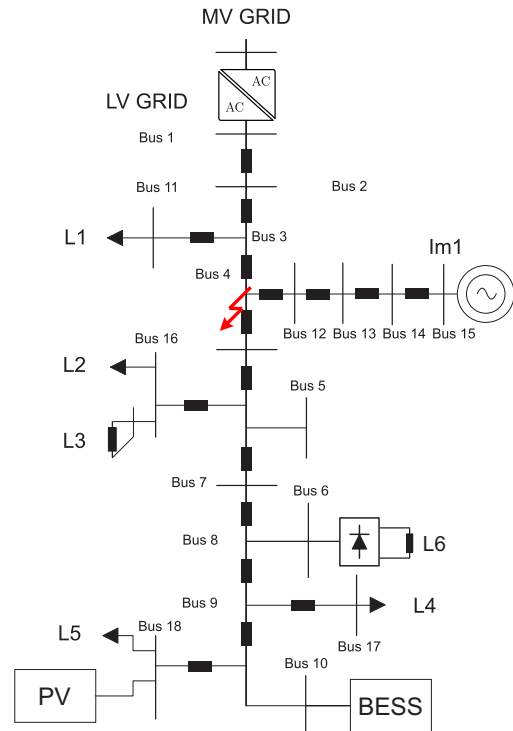 MV GRID
AC
AC
LV GRID
Bus 1
Bus 11
Bus 2
L1
Bus 3
Im1
Bus 4
Bus 12
Bus 13
Bus 14
Bus 15
Bus 16
L2
Bus 5
L3
Bus 7
Bus 6
Bus 8
L6
Bus 9
L4
L5
Bus 18
Bus 17
Bus 10
PV
BESS